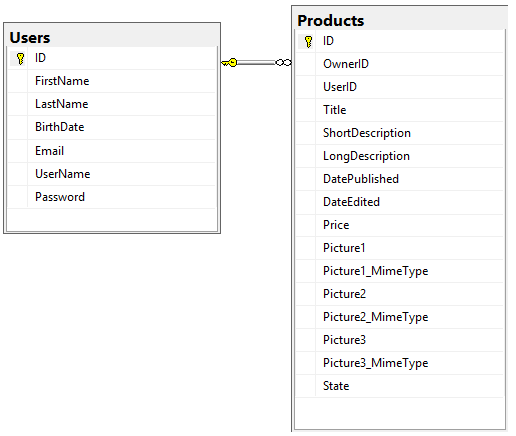 Users
ID
FirstName
LastName
BirthDate
Email
UserName
Password
Products
ID
OwnerID
UserID
Title
ShortDescription
LongDescription
DatePublished
DateEdited
Price
Picture1
Picture1_MimeType
Picture2
Picture2_MimeType
Picture3
Picture3_MimeType
State